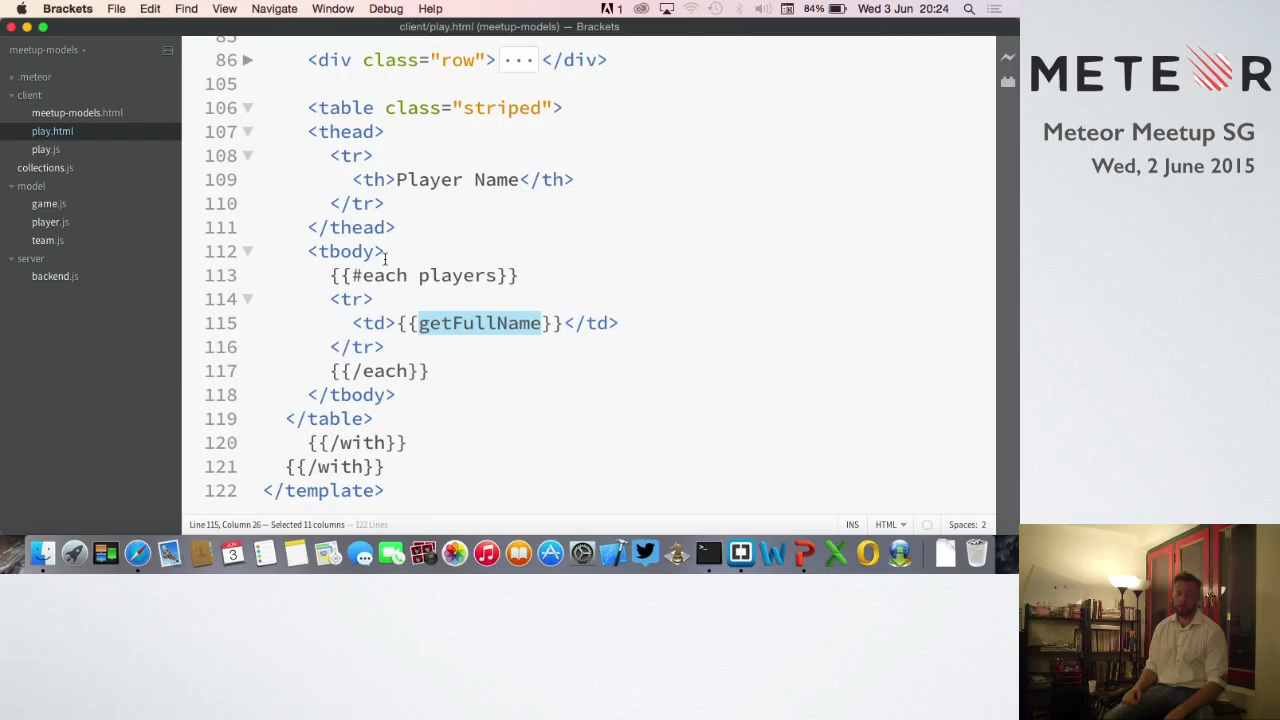 Brackets File Edit Find View Navigate Window Debug Help 1 84% Wed 3 Jun 20:24
client/play.html (meetup-models) — Brackets
meetup-models
.meteor
client
meetup-models.html
play.html
play.js
collections.js
model
game.js
player.js
team.js
server
backend.js
85
86 <div class="row">...</div>
105
106 <table class="striped">
107 <thead>
108 <tr>
109 <th>Player Name</th>
110 </tr>
111 </thead>
112 <tbody>
113 {{#each players}}
114 <tr>
115 <td>{{getFullName}}</td>
116 </tr>
117 {{/each}}
118 </tbody>
119 </table>
120 {{/with}}
121 {{/with}}
122 </template>
Line 115, Column 26 — Selected 11 columns — 122 Lines INS HTML Spaces: 2
METEOR
Meteor Meetup SG
Wed, 2 June 2015